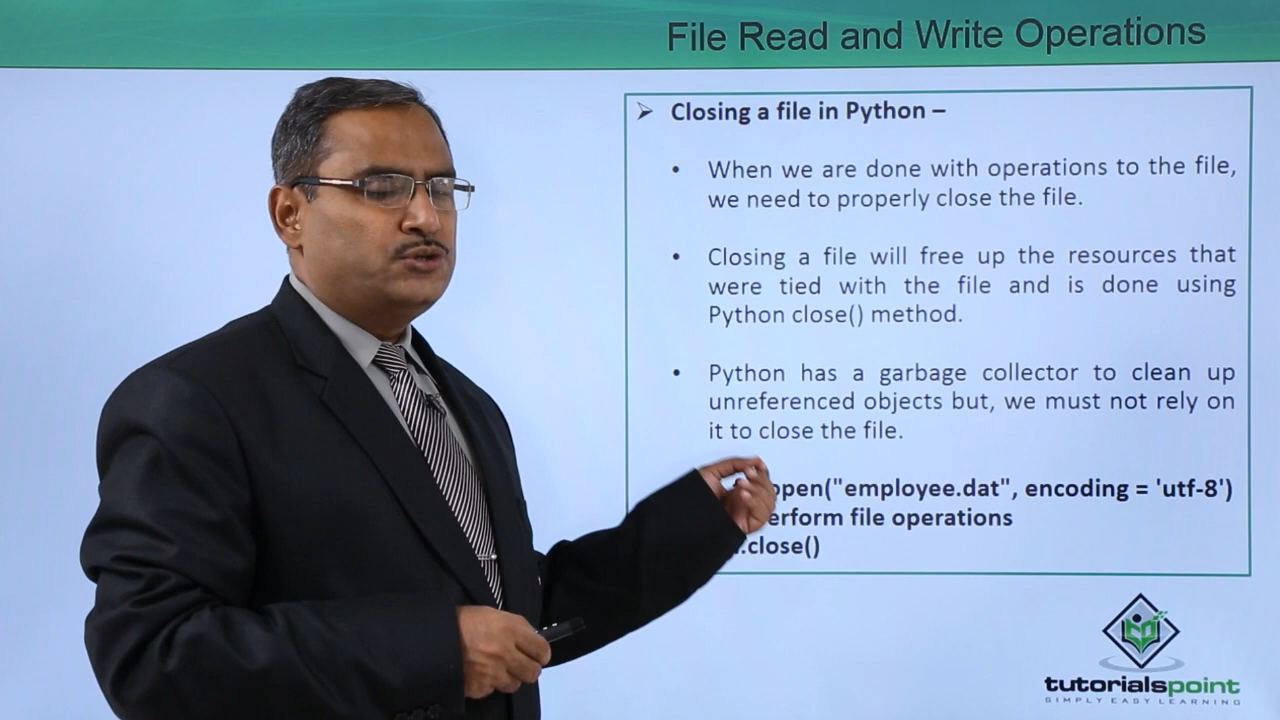 File Read and Write Operations
Closing a file in Python –
When we are done with operations to the file,
we need to properly close the file.
Closing a file will free up the resources that
were tied with the file and is done using
Python close() method.
Python has a garbage collector to clean up
unreferenced objects but, we must not rely on
it to close the file.
open("employee.dat", encoding = 'utf-8')
erform file operations
.close()
tutorialspoint
SIMPLY EASY LEARNING